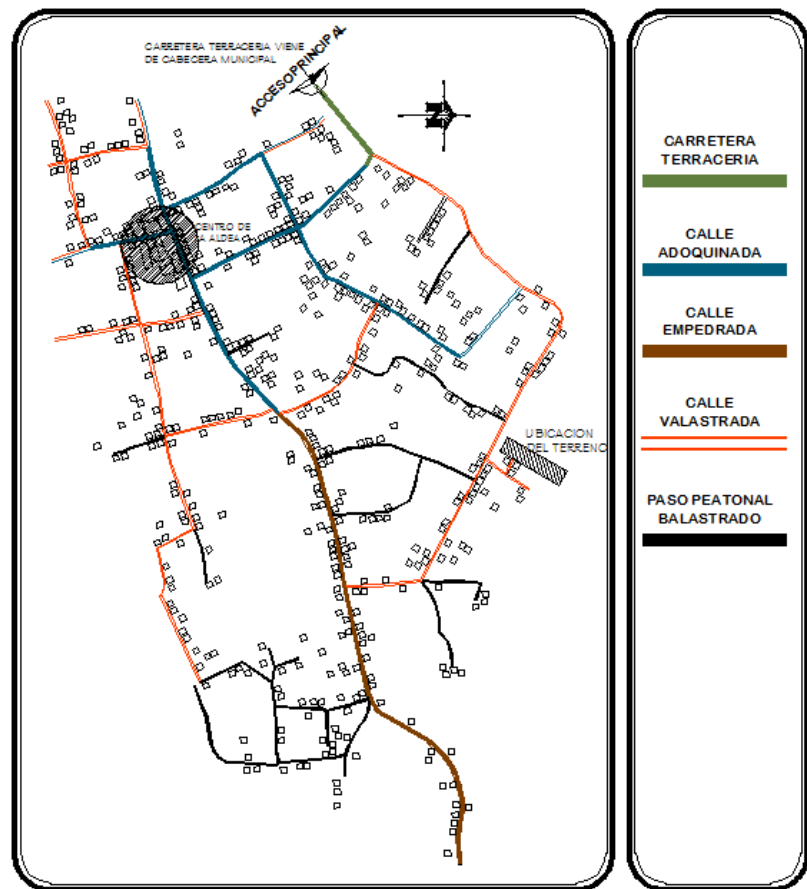 CARRETERA TERRACERIA VIENE
DE CABECERA MUNICIPAL
ACCESO PRINCIPAL
N
CENTRO DE
LA ALDEA
UBICACION
DEL TERRENO
CARRETERA
TERRACERIA
CALLE
ADOQUINADA
CALLE
EMPEDRADA
CALLE
VALASTRADA
PASO PEATONAL
BALASTRADO